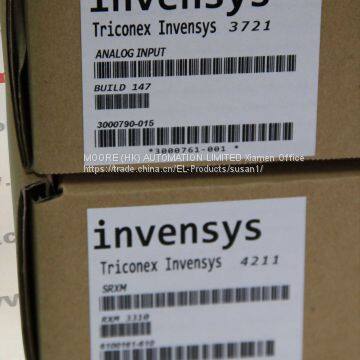 invensys
Triconex Invensys 3721
ANALOG INPUT
BUILD 147
3000790-015
*3000761-001 *
MOORE (HK) AUTOMATION LIMITED Xiamen Office
https://trade.china.cn/EL-Products/susan1/
invensys
Triconex Invensys 4211
SRXM
RXM 3310